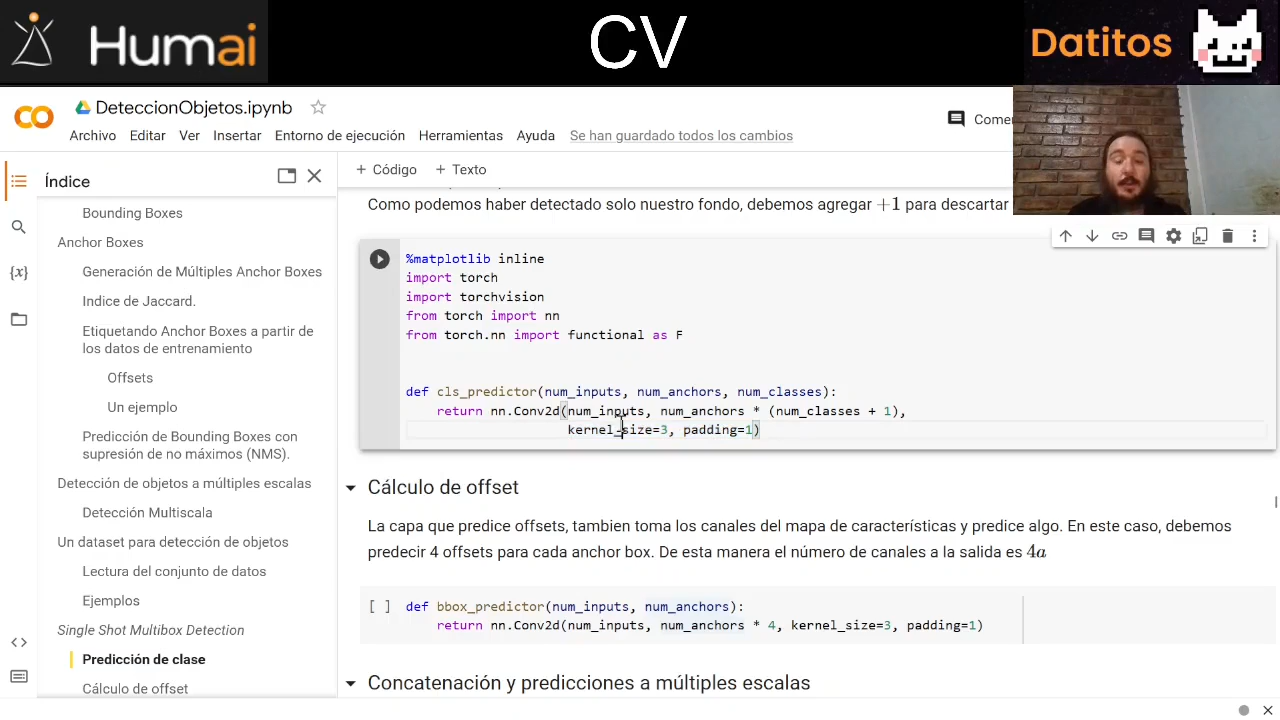 Humai
CV
Datitos
DeteccionObjetos.ipynb
Archivo Editar Ver Insertar Entorno de ejecución Herramientas Ayuda Se han guardado todos los cambios
Comen
Índice
+ Código + Texto
Bounding Boxes
Anchor Boxes
Generación de Múltiples Anchor Boxes
Indice de Jaccard.
Etiquetando Anchor Boxes a partir de
los datos de entrenamiento
Offsets
Un ejemplo
Predicción de Bounding Boxes con
supresión de no máximos (NMS).
Detección de objetos a múltiples escalas
Detección Multiscala
Un dataset para detección de objetos
Lectura del conjunto de datos
Ejemplos
Single Shot Multibox Detection
Predicción de clase
Cálculo de offset
Como podemos haber detectado solo nuestro fondo, debemos agregar +1 para descartar
%matplotlib inline
import torch
import torchvision
from torch import nn
from torch.nn import functional as F
def cls_predictor(num_inputs, num_anchors, num_classes):
return nn.Conv2d(num_inputs, num_anchors * (num_classes + 1),
kernel_size=3, padding=1)
Cálculo de offset
La capa que predice offsets, tambien toma los canales del mapa de características y predice algo. En este caso, debemos
predecir 4 offsets para cada anchor box. De esta manera el número de canales a la salida es 4a
[ ] def bbox_predictor(num_inputs, num_anchors):
return nn.Conv2d(num_inputs, num_anchors * 4, kernel_size=3, padding=1)
Concatenación y predicciones a múltiples escalas